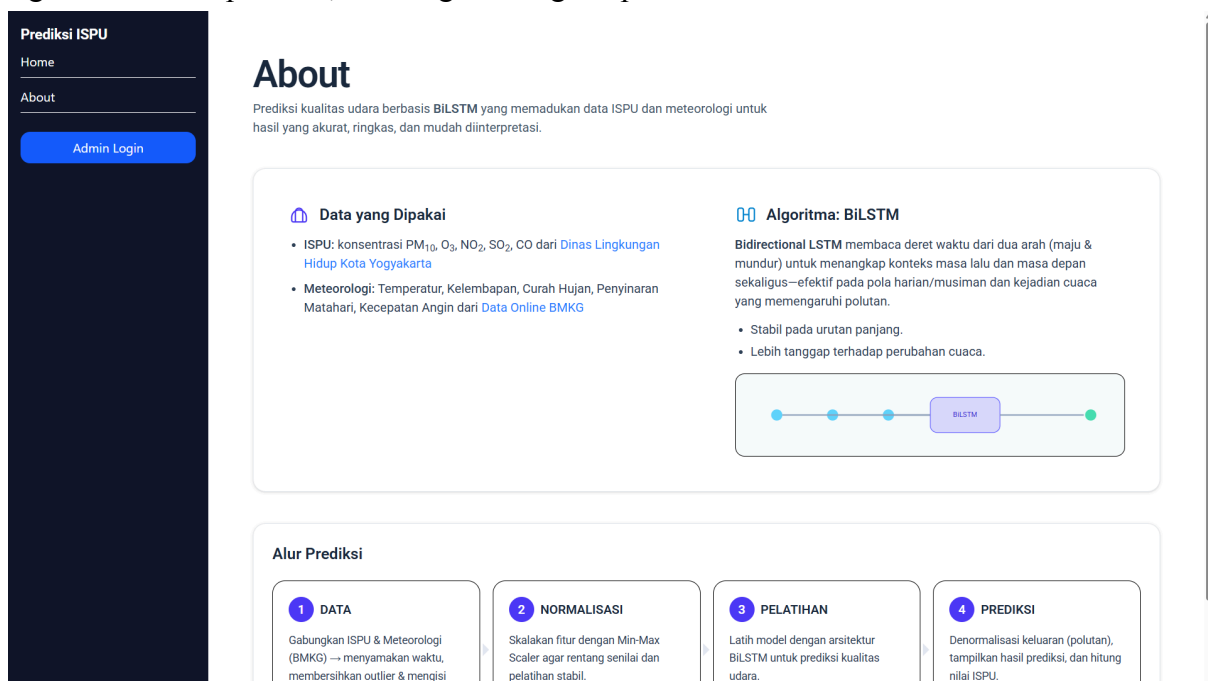 Prediksi ISPU
Home
About
Admin Login
About
Prediksi kualitas udara berbasis BiLSTM yang memadukan data ISPU dan meteorologi untuk
hasil yang akurat, ringkas, dan mudah diinterpretasi.
Data yang Dipakai
• ISPU: konsentrasi PM₁₀, O₃, NO₂, SO₂, CO dari Dinas Lingkungan
Hidup Kota Yogyakarta
• Meteorologi: Temperatur, Kelembapan, Curah Hujan, Penyinaran
Matahari, Kecepatan Angin dari Data Online BMKG
Algoritma: BiLSTM
Bidirectional LSTM membaca deret waktu dari dua arah (maju &
mundur) untuk menangkap konteks masa lalu dan masa depan
sekaligus—efektif pada pola harian/musiman dan kejadian cuaca
yang memengaruhi polutan.
• Stabil pada urutan panjang.
• Lebih tanggap terhadap perubahan cuaca.
BiLSTM
Alur Prediksi
1 DATA
Gabungkan ISPU & Meteorologi
(BMKG) → menyamakan waktu,
membersihkan outlier & mengisi
2 NORMALISASI
Skalakan fitur dengan Min-Max
Scaler agar rentang senilai dan
pelatihan stabil.
3 PELATIHAN
Latih model dengan arsitektur
BiLSTM untuk prediksi kualitas
udara.
4 PREDIKSI
Denormalisasi keluaran (polutan),
tampilkan hasil prediksi, dan hitung
nilai ISPU.